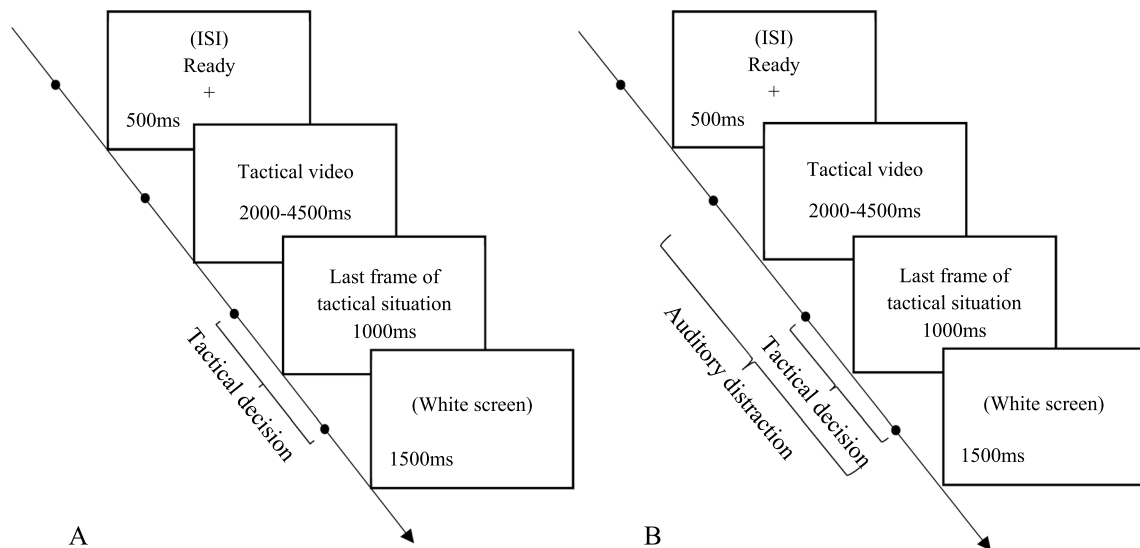 (ISI)
Ready
+
500ms
Tactical video
2000-4500ms
Last frame of
tactical situation
1000ms
(White screen)
1500ms
Tactical decision
A
(ISI)
Ready
+
500ms
Tactical video
2000-4500ms
Last frame of
tactical situation
1000ms
(White screen)
1500ms
Auditory distraction
Tactical decision
B